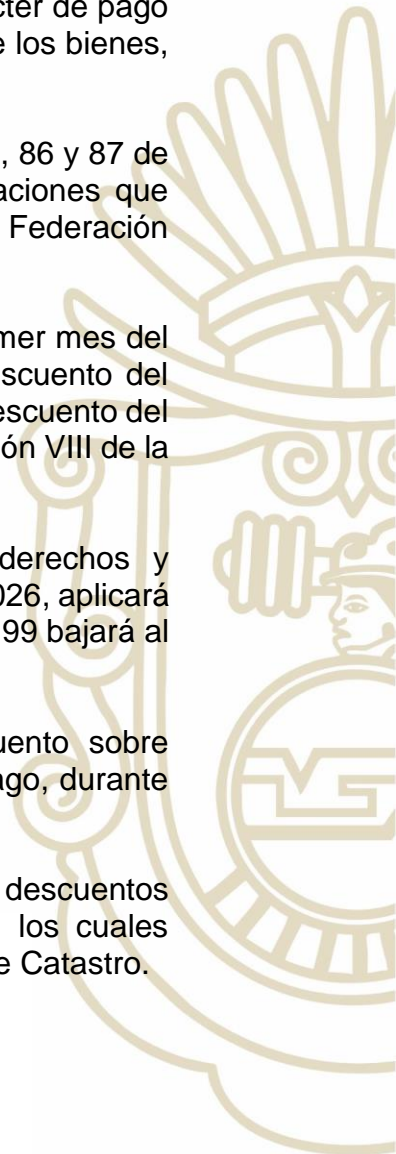 cter de pago
e los bienes,
, 86 y 87 de
aciones que
Federación
mer mes del
scuento del
escuento del
ón VIII de la
derechos y
026, aplicará
99 bajará al
uento sobre
ago, durante
descuentos
los cuales
e Catastro.